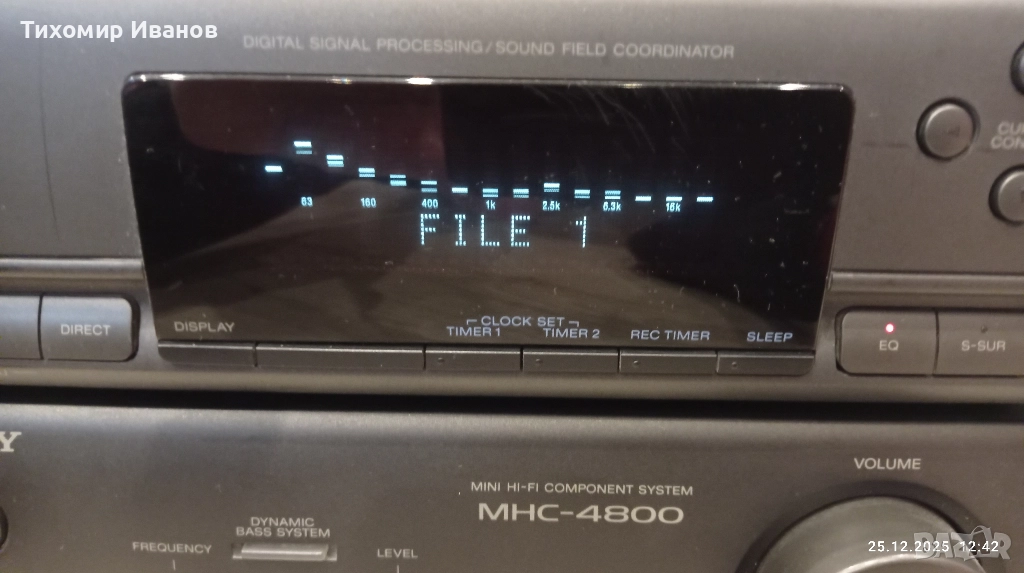 Тихомир Иванов
DIGITAL SIGNAL PROCESSING/SOUND FIELD COORDINATOR
63 160 400 1k 2.5k 6.3k 16k
FILE 1
DISPLAY
CLOCK SET
TIMER 1 TIMER 2 REC TIMER SLEEP
DIRECT
EQ
S-SUR
MINI HI-FI COMPONENT SYSTEM
MHC-4800
VOLUME
DYNAMIC
BASS SYSTEM
FREQUENCY
LEVEL
25.12.2025 12:42
BAZAR